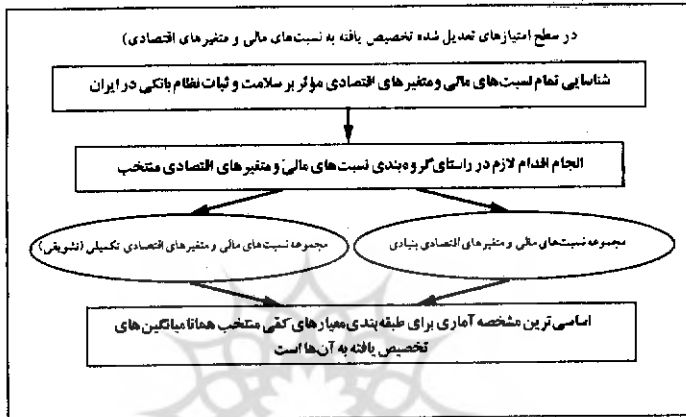 در سطح امتیازهای تعدیل شده تخصیص یافته به نسبت‌های مالی و متغیرهای اقتصادی)
شناسایی تمام نسبت‌های مالی و متغیرهای اقتصادی مؤثر بر سلامت و ثبات نظام بانکی در ایران
انجام اقدام لازم در راستای گروه‌بندی نسبت‌های مالی و متغیرهای اقتصادی منتخب
مجموعه نسبت‌های مالی و متغیرهای اقتصادی بنیادی
مجموعه نسبت‌های مالی و متغیرهای اقتصادی تکمیلی (تشویقی)
اساسی‌ترین مشخصه آماری برای طبقه‌بندی معیارهای کمّی منتخب همانا میانگین‌های
تخصیص یافته به آن‌ها است